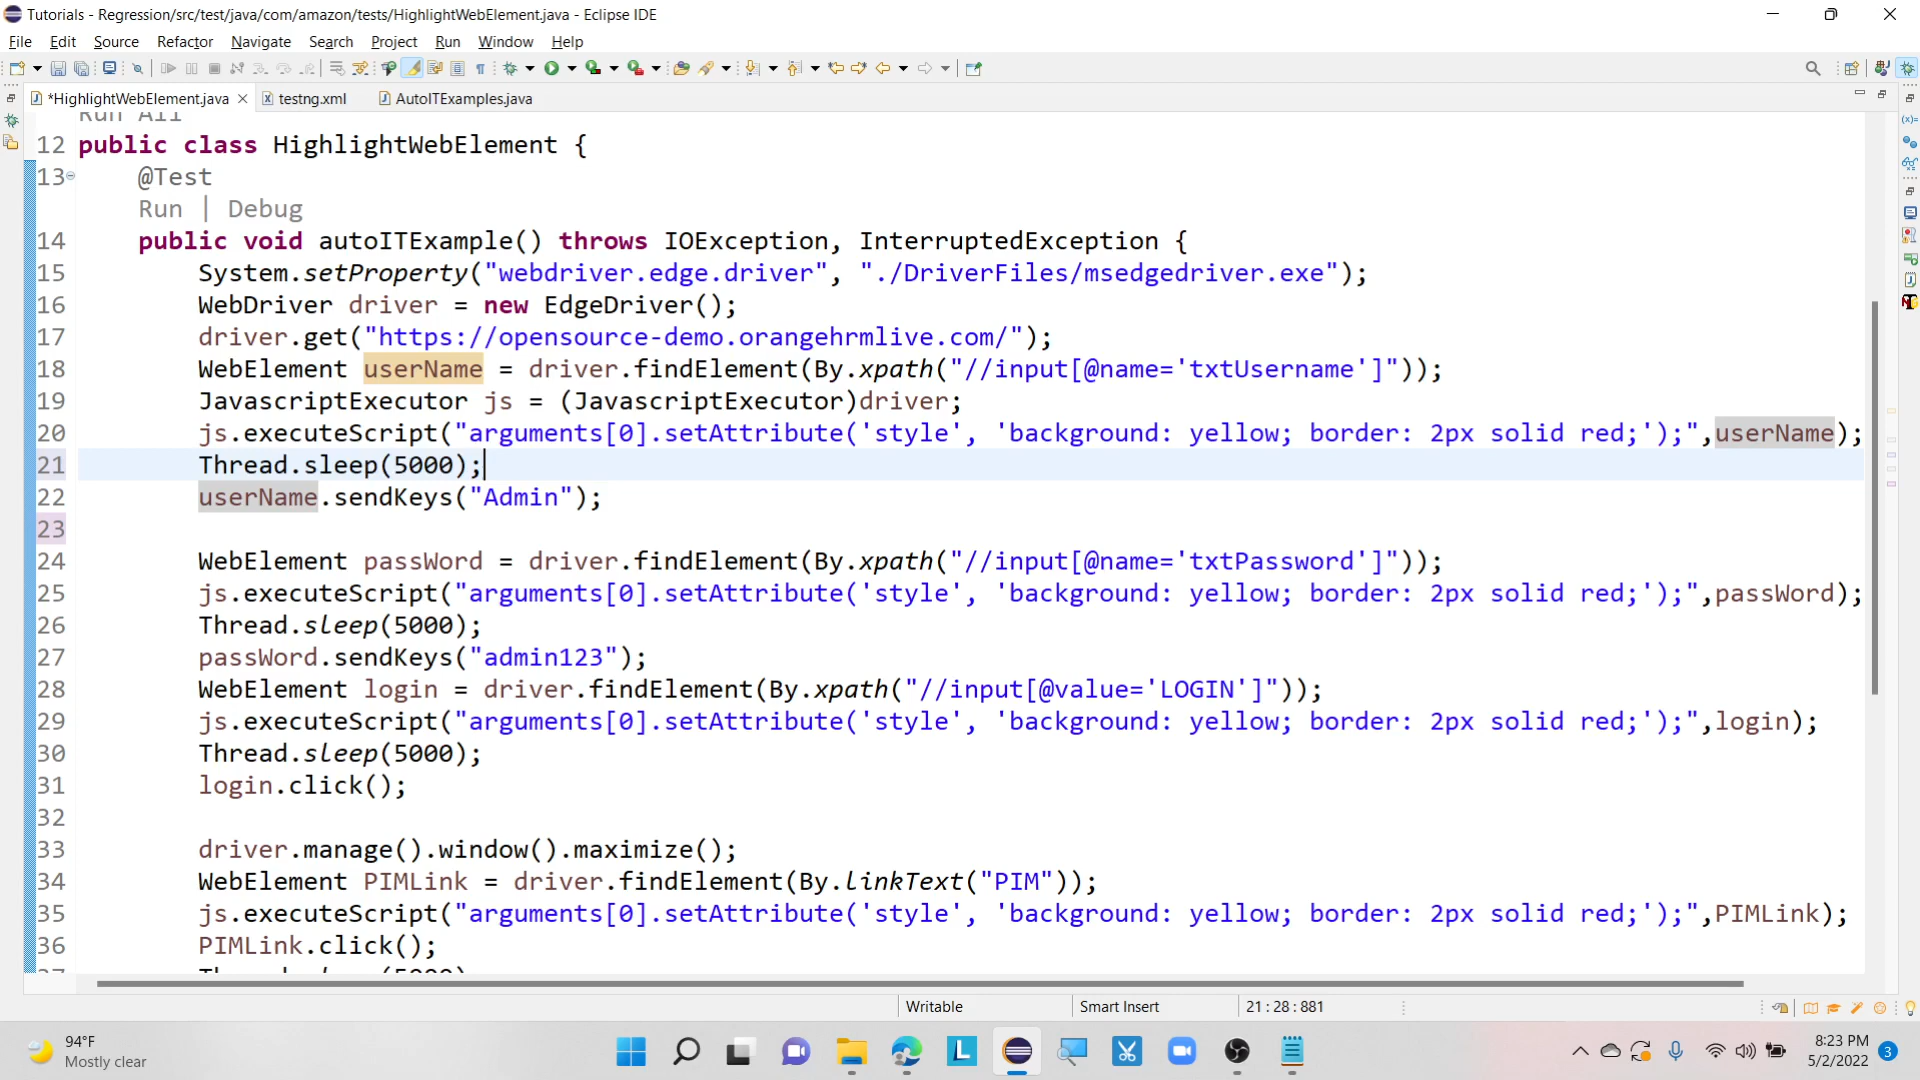 Tutorials - Regression/src/test/java/com/amazon/tests/HighlightWebElement.java - Eclipse IDE
File Edit Source Refactor Navigate Search Project Run Window Help
*HighlightWebElement.java testng.xml AutoITExamples.java
Run All
12 public class HighlightWebElement {
13 @Test
Run | Debug
14 public void autoITExample() throws IOException, InterruptedException {
15 System.setProperty("webdriver.edge.driver", "./DriverFiles/msedgedriver.exe");
16 WebDriver driver = new EdgeDriver();
17 driver.get("https://opensource-demo.orangehrmlive.com/");
18 WebElement userName = driver.findElement(By.xpath("//input[@name='txtUsername']"));
19 JavascriptExecutor js = (JavascriptExecutor)driver;
20 js.executeScript("arguments[0].setAttribute('style', 'background: yellow; border: 2px solid red;');",userName);
21 Thread.sleep(5000);
22 userName.sendKeys("Admin");
23
24 WebElement passWord = driver.findElement(By.xpath("//input[@name='txtPassword']"));
25 js.executeScript("arguments[0].setAttribute('style', 'background: yellow; border: 2px solid red;');",passWord);
26 Thread.sleep(5000);
27 passWord.sendKeys("admin123");
28 WebElement login = driver.findElement(By.xpath("//input[@value='LOGIN']"));
29 js.executeScript("arguments[0].setAttribute('style', 'background: yellow; border: 2px solid red;');",login);
30 Thread.sleep(5000);
31 login.click();
32
33 driver.manage().window().maximize();
34 WebElement PIMLink = driver.findElement(By.linkText("PIM"));
35 js.executeScript("arguments[0].setAttribute('style', 'background: yellow; border: 2px solid red;');",PIMLink);
36 PIMLink.click();
Writable Smart Insert 21 : 28 : 881
94°F
Mostly clear
8:23 PM
5/2/2022
3